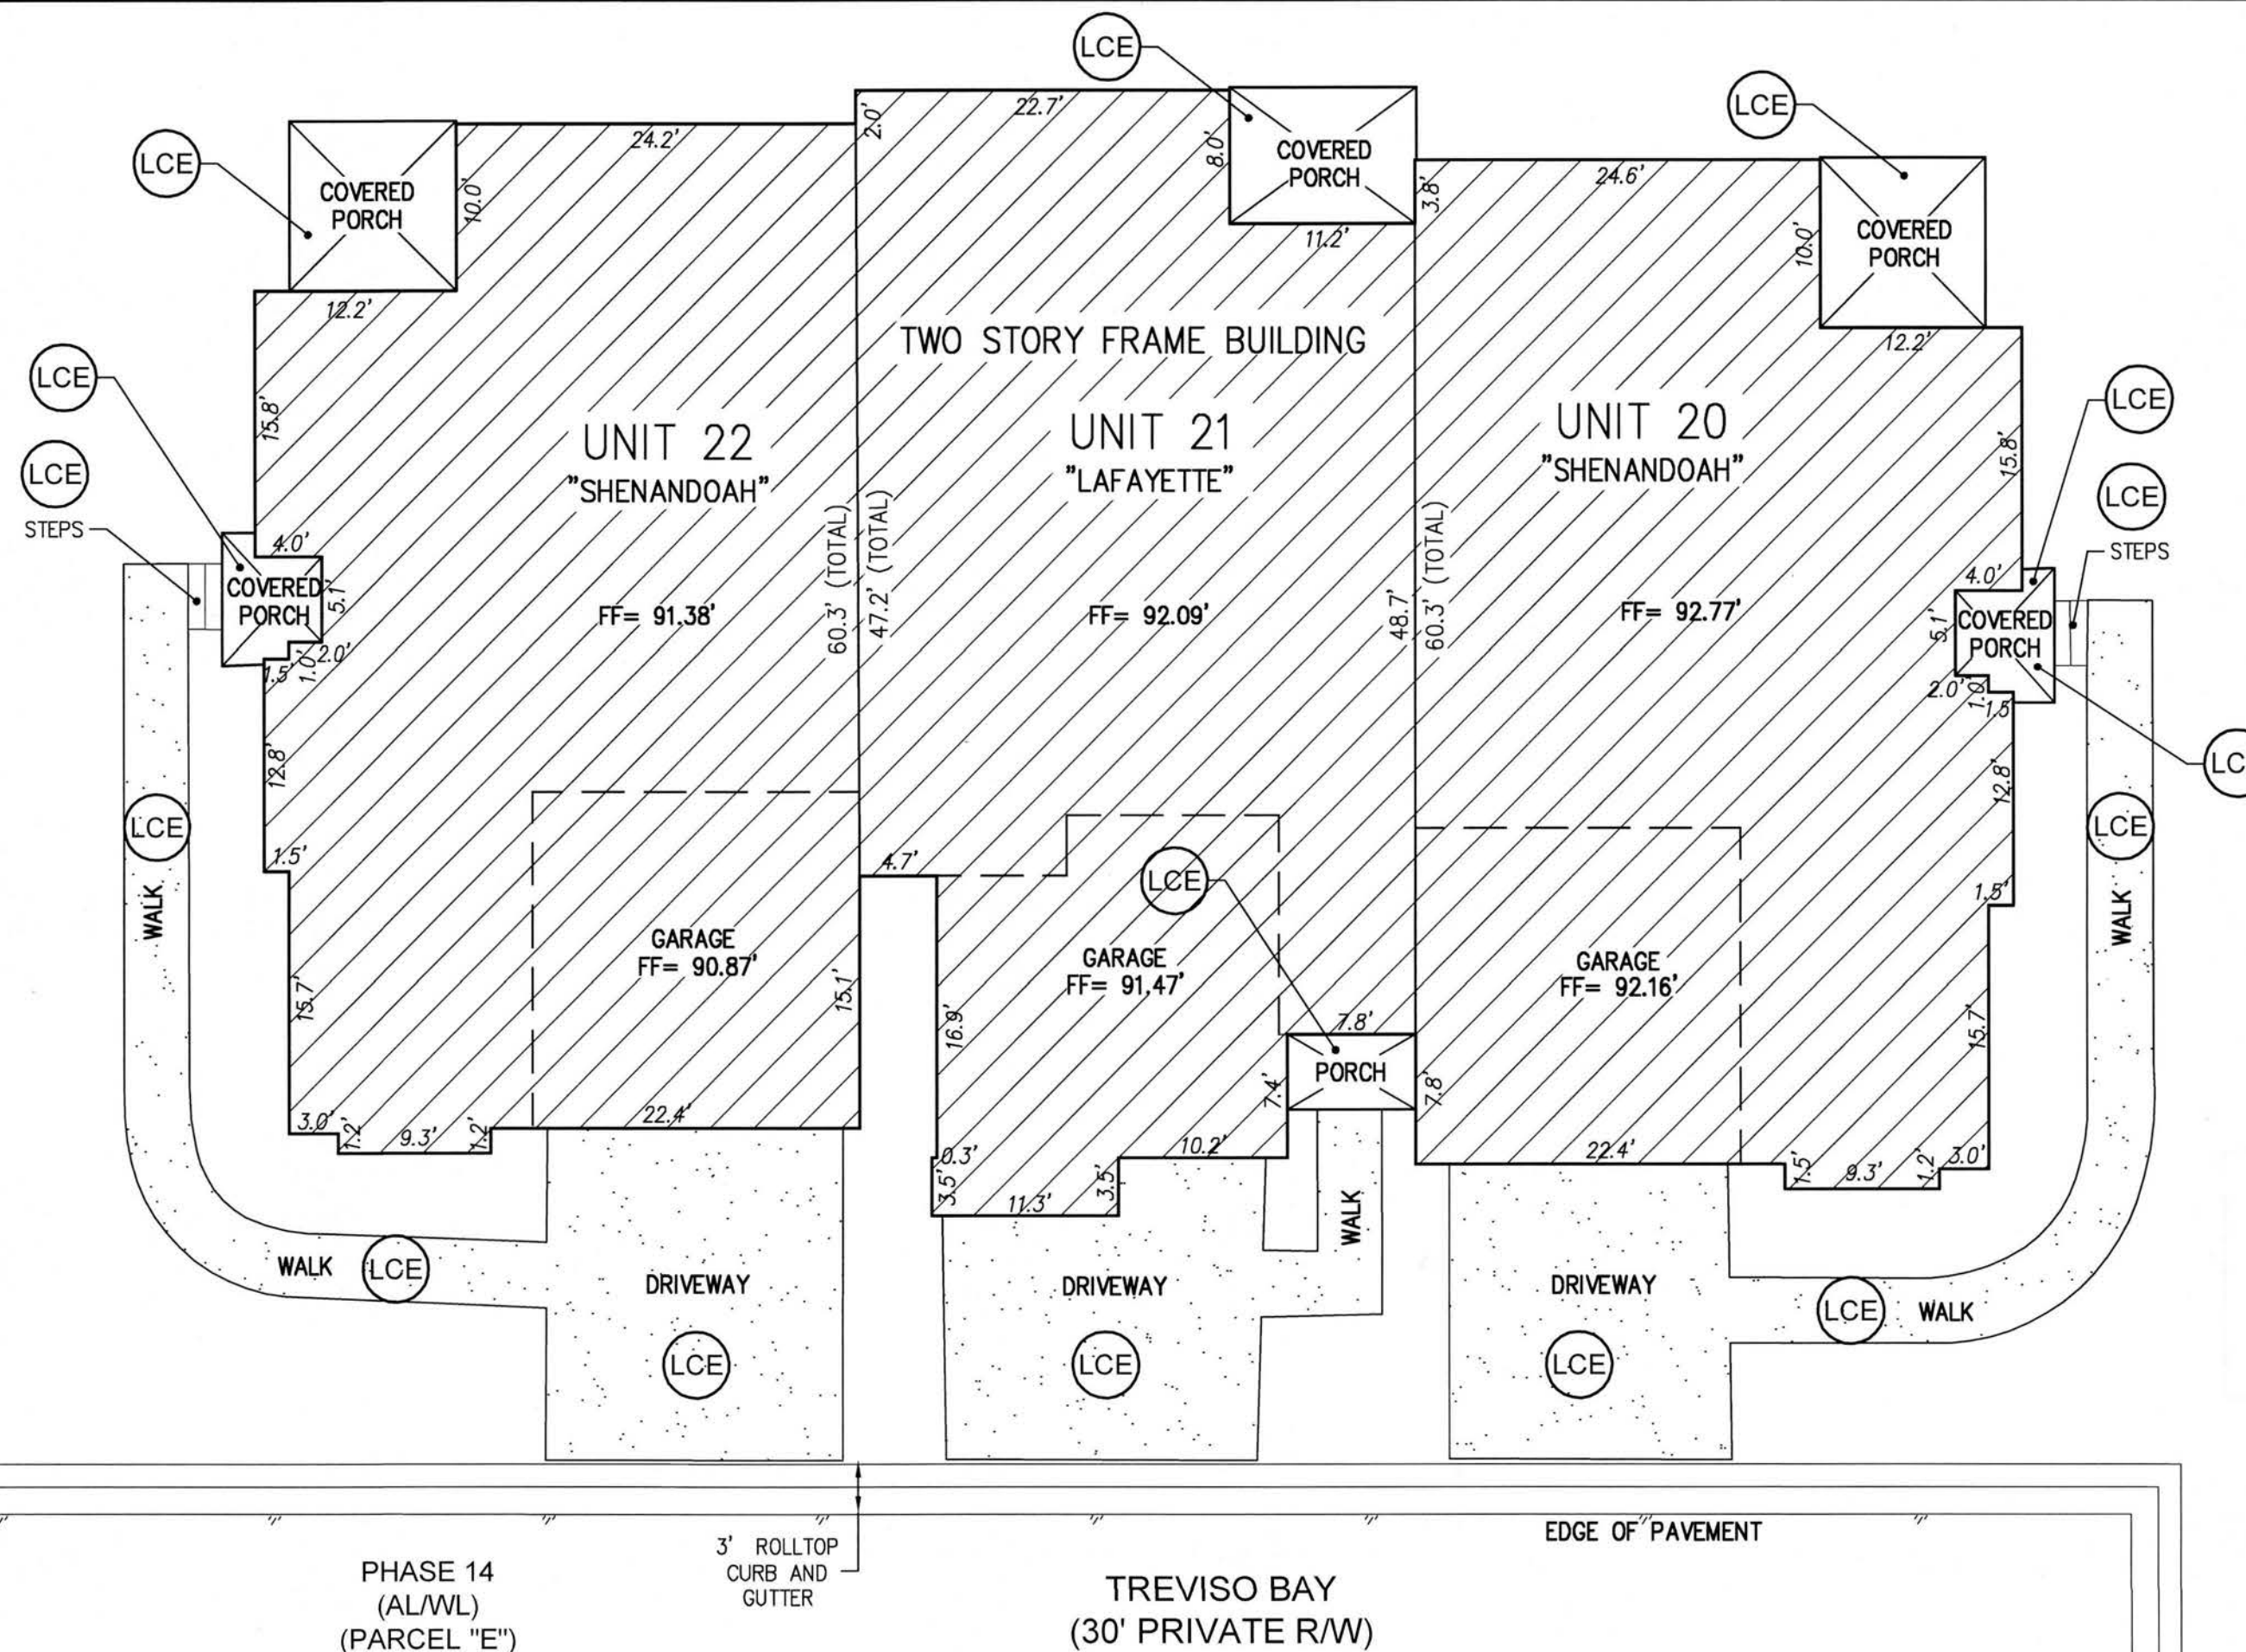 LCE
22.7'
2.0'
8.0'
COVERED
PORCH
11.2'
LCE
24.2'
COVERED
PORCH
10.0'
12.2'
LCE
24.6'
3.8'
COVERED
PORCH
10.0'
12.2'
TWO STORY FRAME BUILDING
LCE
15.8'
UNIT 22
"SHENANDOAH"
60.3' (TOTAL)
47.2' (TOTAL)
FF= 91.38'
UNIT 21
"LAFAYETTE"
FF= 92.09'
48.7'
60.3' (TOTAL)
UNIT 20
"SHENANDOAH"
FF= 92.77'
15.8'
LCE
LCE
STEPS
4.0'
COVERED
PORCH
5.1'
2.0'
1.0'
1.5'
12.8'
1.5'
LCE
STEPS
4.0'
COVERED
PORCH
5.1'
2.0'
1.0
1.5
12.8'
LC
1.5'
LCE
WALK
LCE
WALK
4.7'
LCE
GARAGE
FF= 90.87'
15.7'
15.1'
GARAGE
FF= 91.47'
16.9'
7.8'
PORCH
7.4'
7.8'
GARAGE
FF= 92.16'
15.7'
3.0'
1.2'
9.3'
1.2'
22.4'
0.3'
3.5'
11.3'
3.5'
10.2'
WALK
22.4'
1.5'
9.3'
1.2'
3.0'
WALK
LCE
DRIVEWAY
LCE
DRIVEWAY
LCE
DRIVEWAY
LCE
LCE
WALK
3' ROLLTOP
CURB AND
GUTTER
EDGE OF PAVEMENT
PHASE 14
(AL/WL)
(PARCEL "E")
TREVISO BAY
(30' PRIVATE R/W)